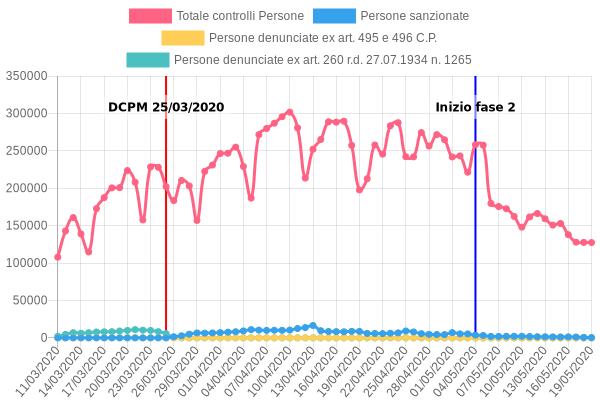 Totale controlli Persone Persone sanzionate
Persone denunciate ex art. 495 e 496 C.P.
Persone denunciate ex art. 260 r.d. 27.07.1934 n. 1265
350000
DCPM 25/03/2020 Inizio fase 2
300000
250000
200000
150000
100000
50000
0
11/03/2020 14/03/2020 17/03/2020 20/03/2020 23/03/2020 26/03/2020 29/03/2020 01/04/2020 04/04/2020 07/04/2020 10/04/2020 13/04/2020 16/04/2020 19/04/2020 22/04/2020 25/04/2020 28/04/2020 01/05/2020 04/05/2020 07/05/2020 10/05/2020 13/05/2020 16/05/2020 19/05/2020